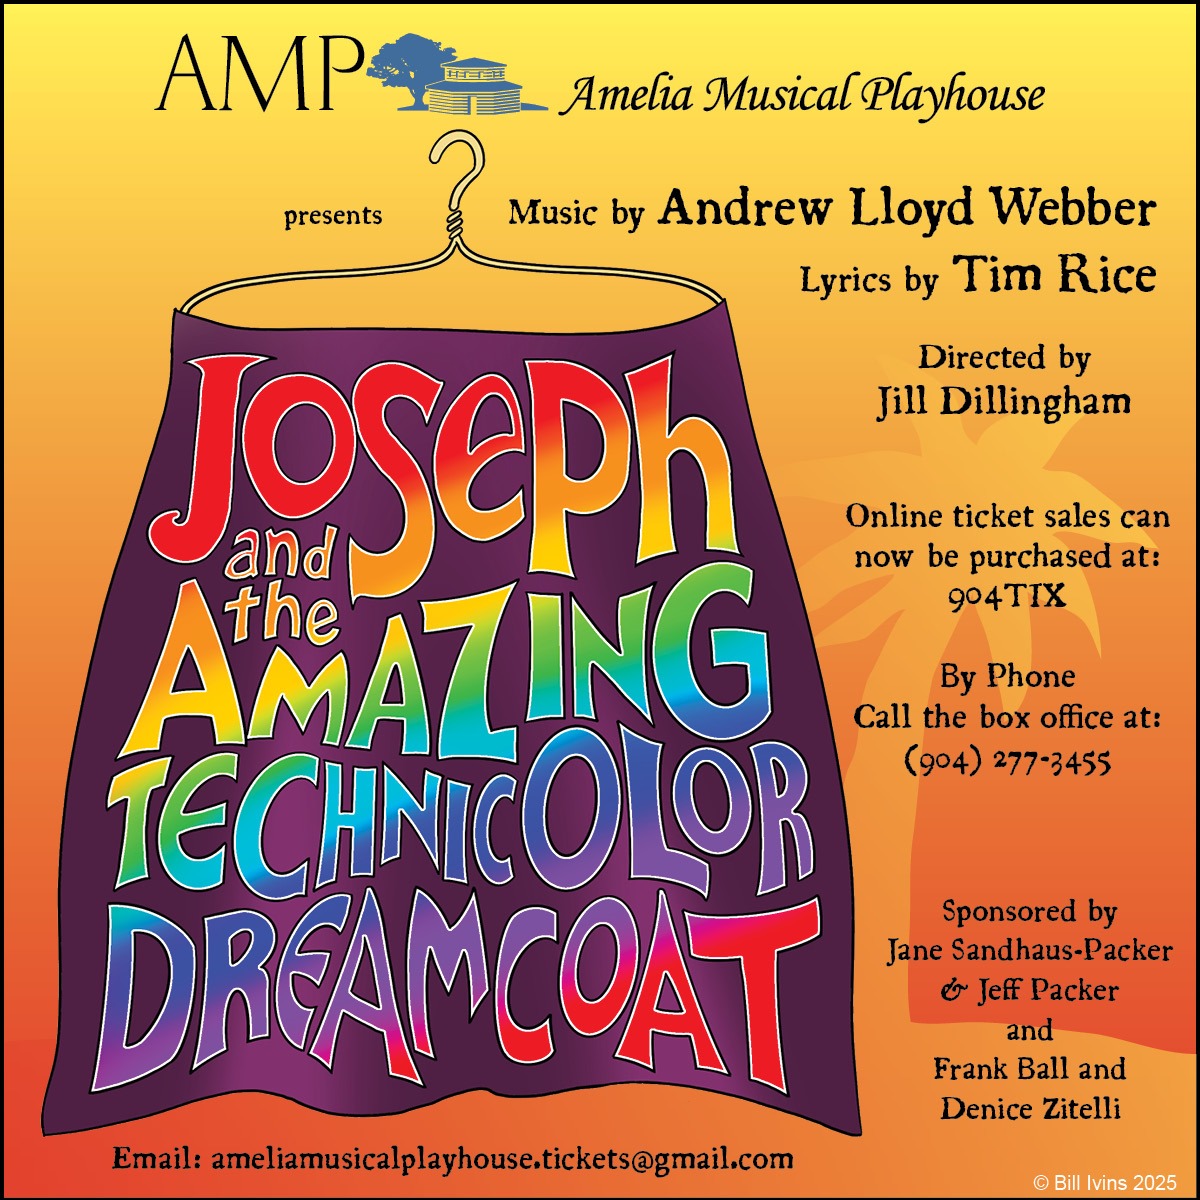 AMP Amelia Musical Playhouse
presents
Music by Andrew Lloyd Webber
Lyrics by Tim Rice
Directed by
Jill Dillingham
Joseph
and
the
Amazing
Technicolor
Dreamcoat
Online ticket sales can
now be purchased at:
904TIX
By Phone
Call the box office at:
(904) 277-3455
Sponsored by
Jane Sandhaus-Packer
& Jeff Packer
and
Frank Ball and
Denice Zitelli
Email: ameliamusicalplayhouse.tickets@gmail.com
© Bill Ivins 2025